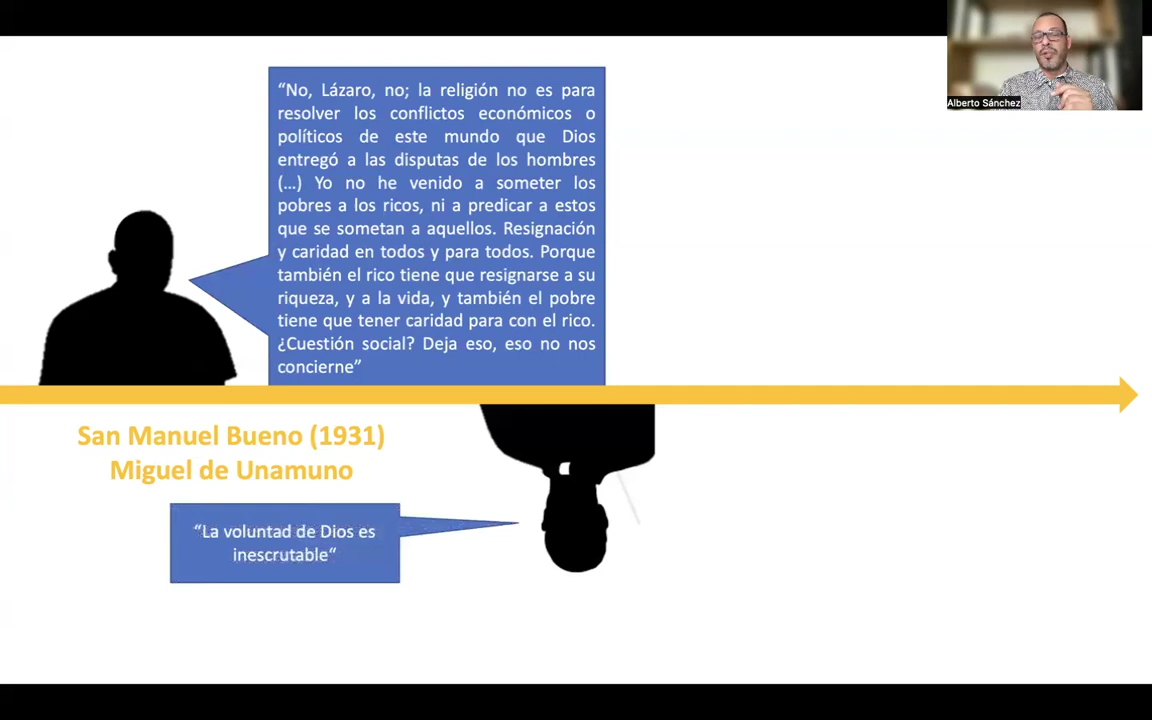 “No, Lázaro, no; la religión no es para
resolver los conflictos económicos o
políticos de este mundo que Dios
entregó a las disputas de los hombres
(…) Yo no he venido a someter los
pobres a los ricos, ni a predicar a estos
que se sometan a aquellos. Resignación
y caridad en todos y para todos. Porque
también el rico tiene que resignarse a su
riqueza, y a la vida, y también el pobre
tiene que tener caridad para con el rico.
¿Cuestión social? Deja eso, eso no nos
concierne”
Alberto Sánchez
San Manuel Bueno (1931)
Miguel de Unamuno
“La voluntad de Dios es
inescrutable“